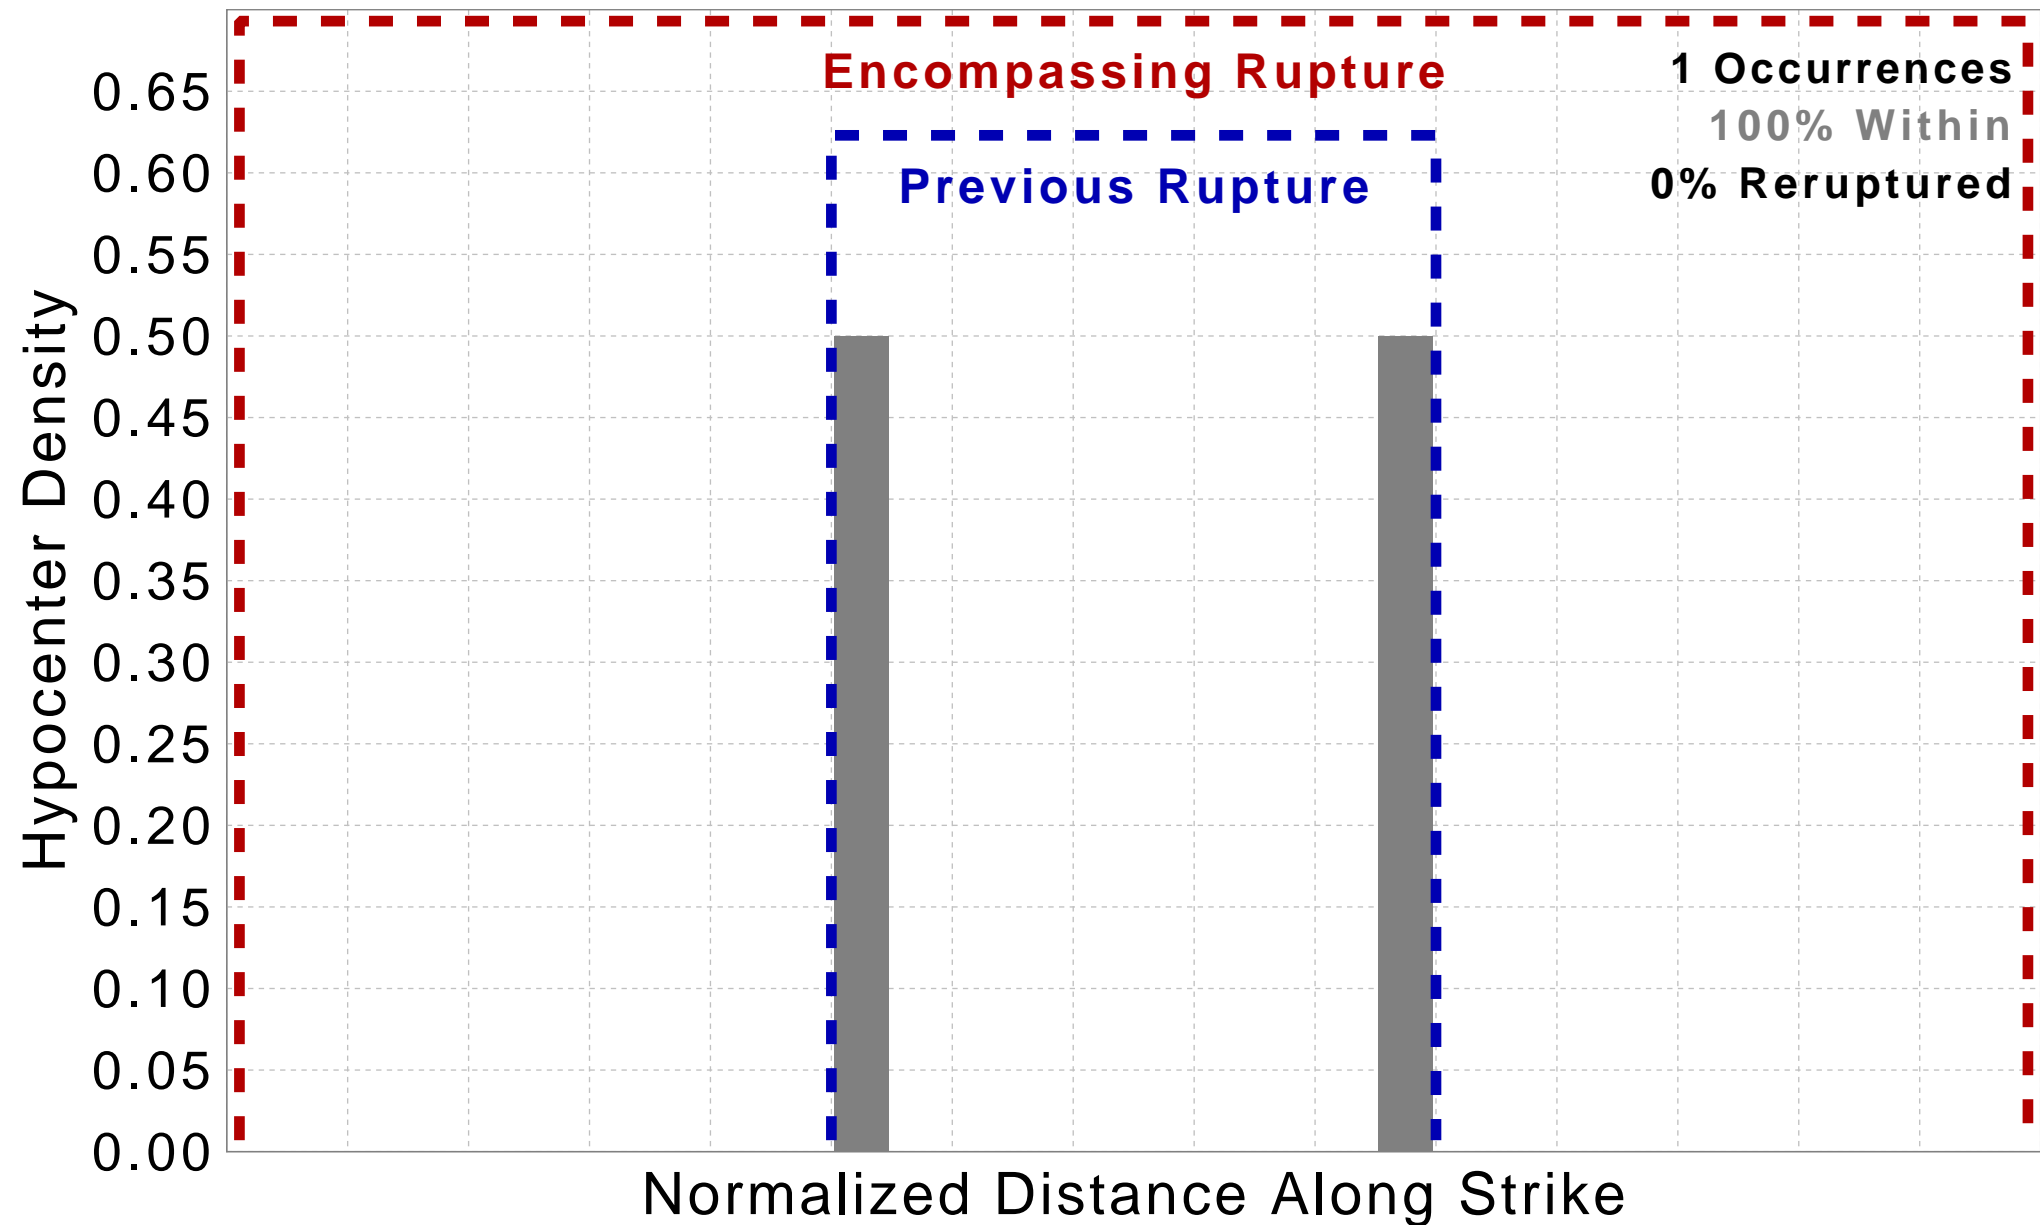 Encompassing Rupture
1 Occurrences
100% Within
0% Reruptured
Previous Rupture
Hypocenter Density
0.65
0.60
0.55
0.50
0.45
0.40
0.35
0.30
0.25
0.20
0.15
0.10
0.05
0.00
Normalized Distance Along Strike